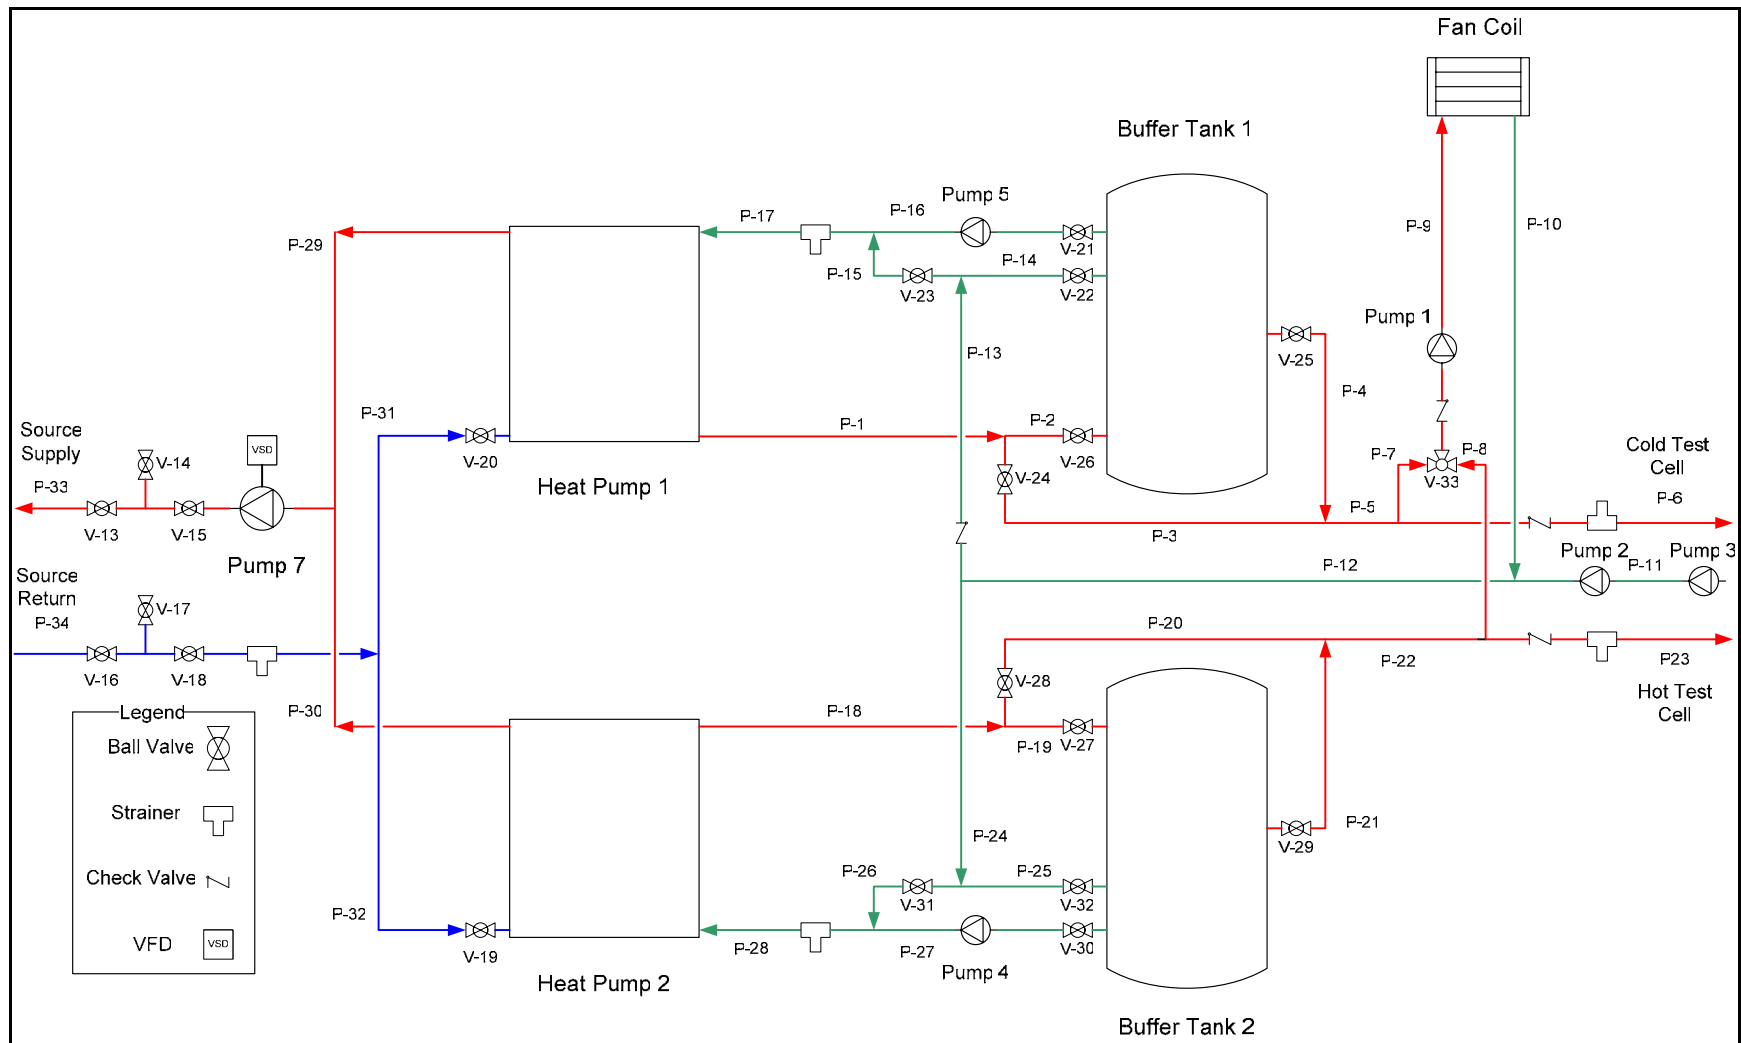 Fan Coil
Buffer Tank 1
Pump 5
P-17
P-16
P-9
P-10
P-29
V-21
P-15
P-14
V-23
V-22
Pump 1
P-13
V-25
P-4
P-31
P-1
P-2
Source
Supply
VSD
V-14
V-20
V-26
P-7
P-8
Cold Test
Cell
P-33
Heat Pump 1
V-24
V-33
P-6
V-13
V-15
P-5
P-3
Pump 7
Pump 2
Pump 3
P-12
P-11
Source
Return
V-17
P-34
P-20
V-16
V-18
P-22
P23
V-28
Hot Test
Cell
Legend
P-30
P-18
Ball Valve
P-19
V-27
Strainer
P-24
P-21
V-29
Check Valve
P-26
P-25
V-31
V-32
P-32
VFD
VSD
V-19
P-28
P-27
V-30
Pump 4
Heat Pump 2
Buffer Tank 2